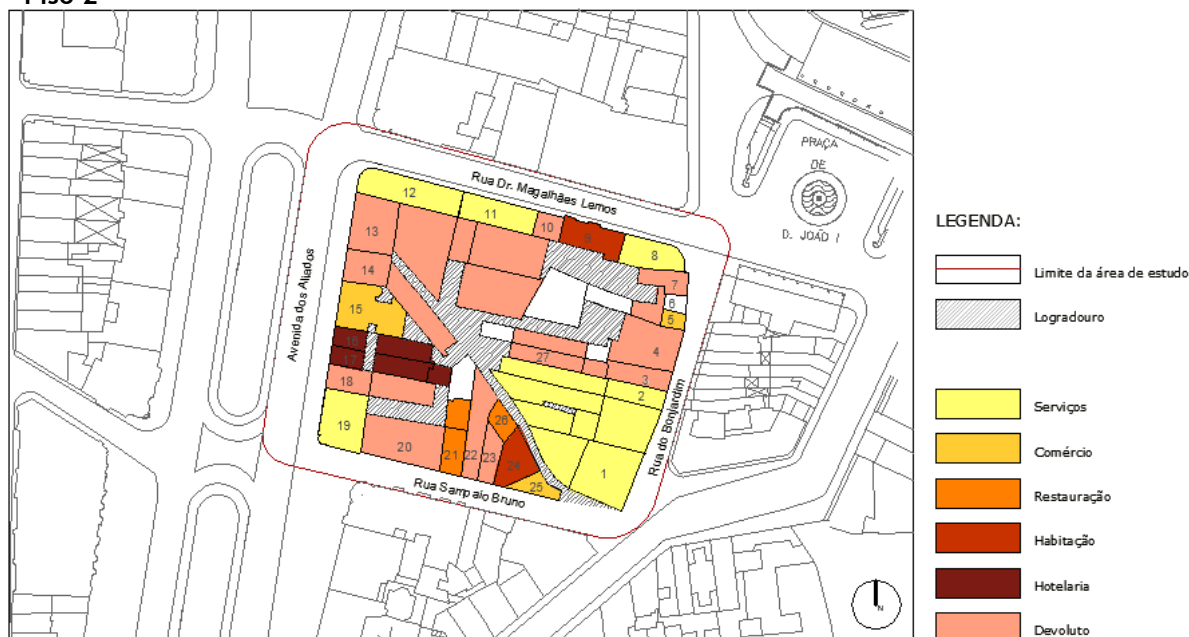 Piso 2
Rua Dr. Magalhães Lemos
PRAÇA
DE
D. JOÃO I
Avenida dos Aliados
Rua do Bonjardim
Rua Sampaio Bruno
12
11
10
9
8
13
7
14
6
15
5
16
4
17
27
3
18
2
19
26
20
21
22
23
24
25
1
N
LEGENDA:
Limite da área de estudo
Logradouro
Serviços
Comércio
Restauração
Habitação
Hotelaria
Devoluto